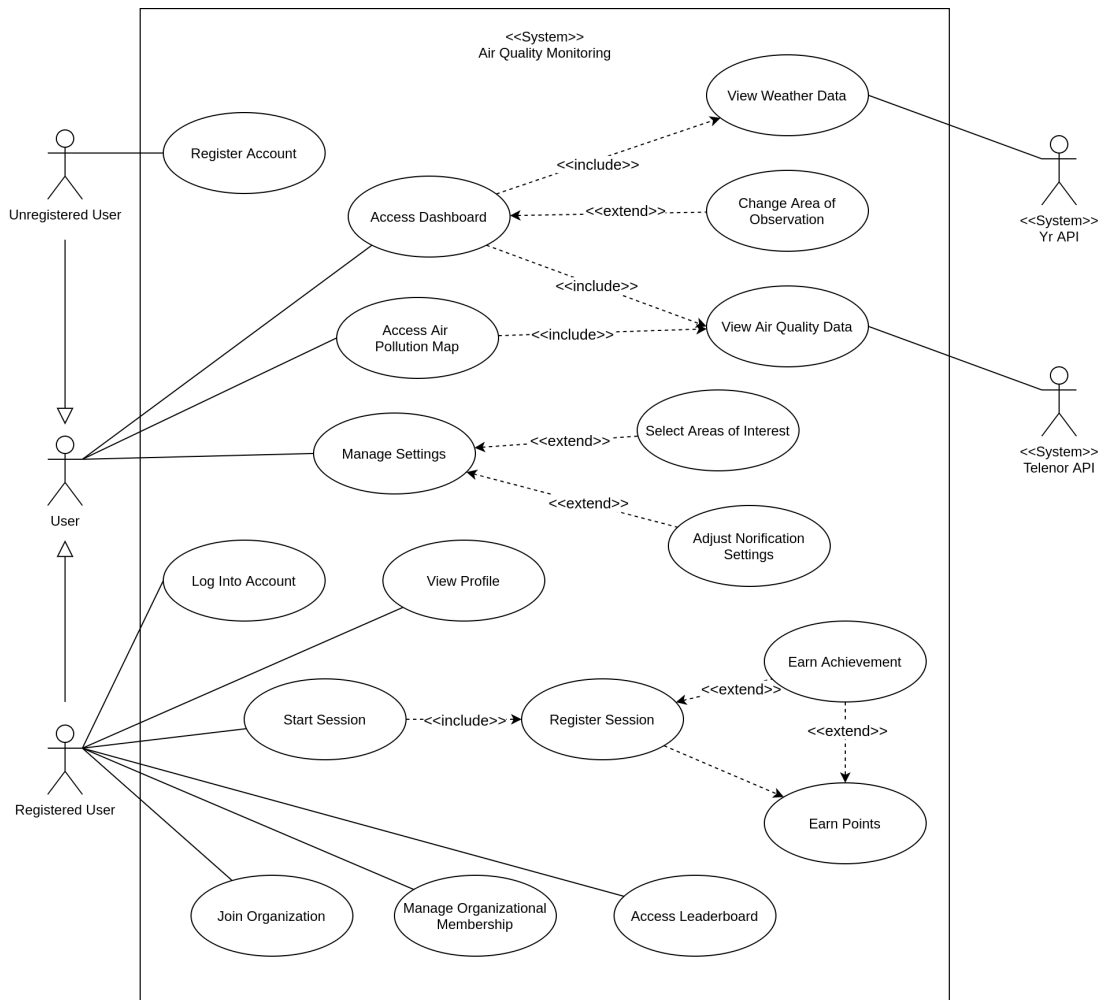 <<System>>
Air Quality Monitoring
View Weather Data
Register Account
<<include>>
Unregistered User
Access Dashboard
<<extend>>
Change Area of
Observation
<<System>>
Yr API
<<include>>
Access Air
Pollution Map
<<include>>
View Air Quality Data
Manage Settings
<<extend>>
Select Areas of Interest
<<System>>
Telenor API
<<extend>>
User
Adjust Norification
Settings
Log Into Account
View Profile
Earn Achievement
<<extend>>
Start Session
<<include>>
Register Session
<<extend>>
Registered User
Earn Points
Join Organization
Manage Organizational
Membership
Access Leaderboard